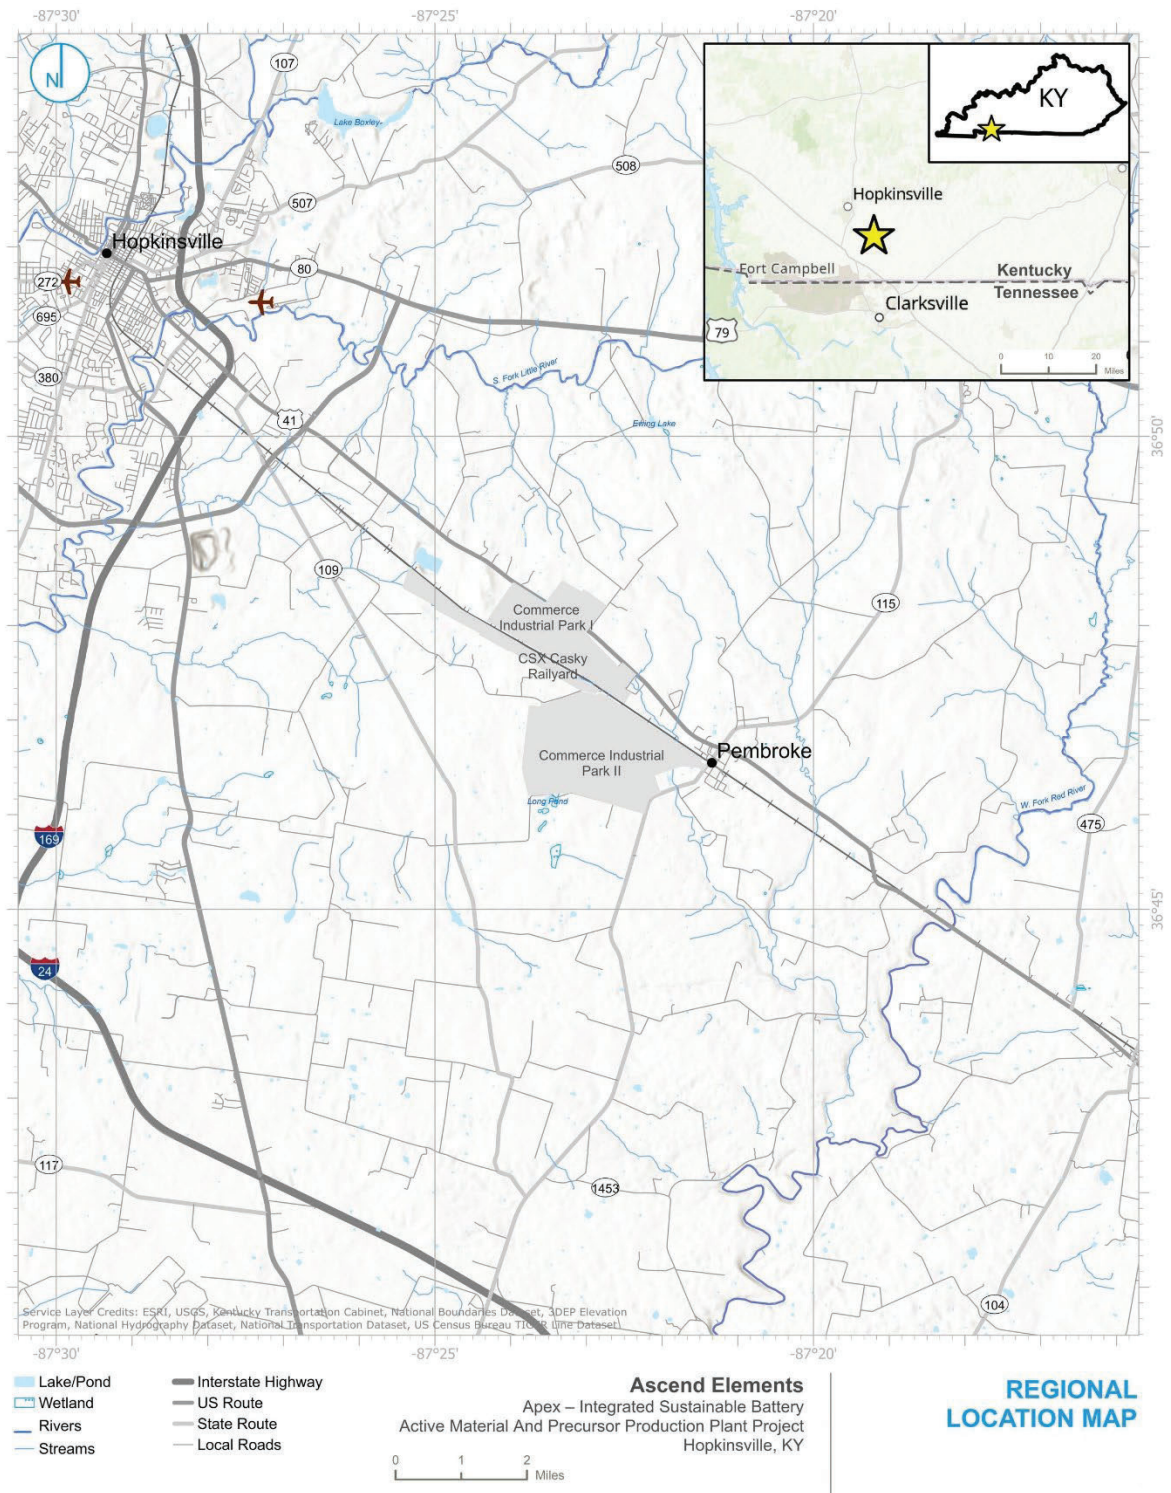 -87°30'
-87°25'
-87°20'
N
107
Lake Boxley
508
507
Hopkinsville
272
80
695
380
41
S. Fork Little River
Erring Lake
KY
Hopkinsville
Fort Campbell
Kentucky
Tennessee
Clarksville
79
0 10 20
Miles
36°50'
109
Commerce
Industrial Park I
115
CSX Casky
Railyard
Commerce Industrial
Park II
Pembroke
Long Pond
W. Fork Red River
475
169
36°45'
24
117
1453
104
Service Layer Credits: ESRI, USGS, Kentucky Transportation Cabinet, National Boundaries Dataset, 3DEP Elevation
Program, National Hydrography Dataset, National Transportation Dataset, US Census Bureau TIGER Line Dataset
-87°30'
-87°25'
-87°20'
Lake/Pond
Wetland
Rivers
Streams
Interstate Highway
US Route
State Route
Local Roads
Ascend Elements
Apex – Integrated Sustainable Battery
Active Material And Precursor Production Plant Project
Hopkinsville, KY
0 1 2
Miles
REGIONAL
LOCATION MAP